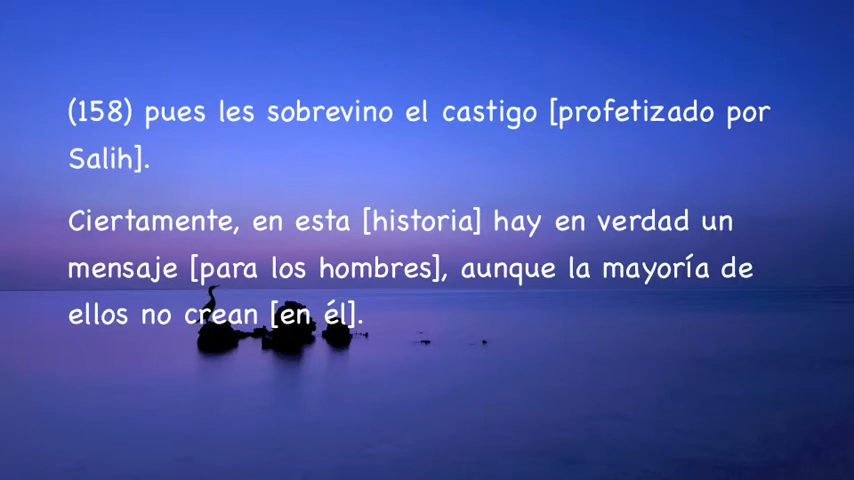 (158) pues les sobrevino el castigo [profetizado por
Salih].
Ciertamente, en esta [historia] hay en verdad un
mensaje [para los hombres], aunque la mayoría de
ellos no crean [en él].